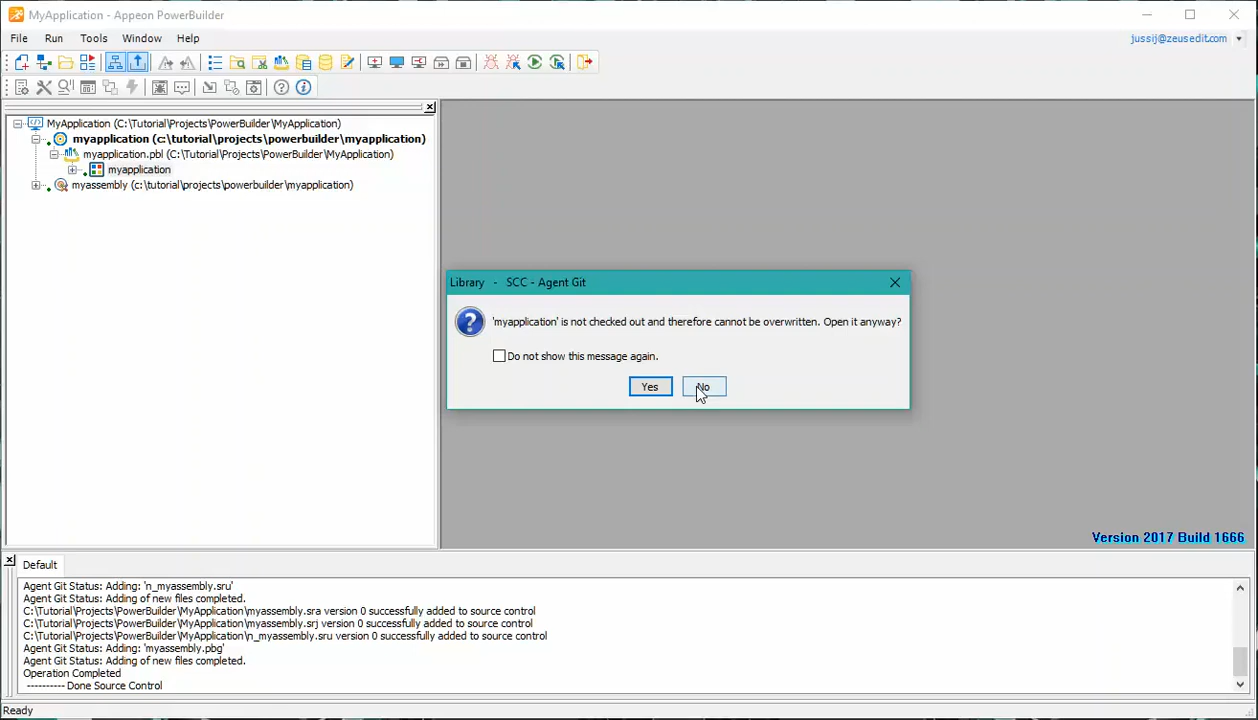 MyApplication - Appeon PowerBuilder
File Run Tools Window Help
jussij@zeusedit.com
MyApplication (C:\Tutorial\Projects\PowerBuilder\MyApplication)
myapplication (c:\tutorial\projects\powerbuilder\myapplication)
myapplication.pbl (C:\Tutorial\Projects\PowerBuilder\MyApplication)
myapplication
myassembly (c:\tutorial\projects\powerbuilder\myapplication)
Library - SCC - Agent Git
'myapplication' is not checked out and therefore cannot be overwritten. Open it anyway?
Do not show this message again.
Yes No
Version 2017 Build 1666
Default
Agent Git Status: Adding: 'n_myassembly.sru'
Agent Git Status: Adding of new files completed.
C:\Tutorial\Projects\PowerBuilder\MyApplication\myassembly.sra version 0 successfully added to source control
C:\Tutorial\Projects\PowerBuilder\MyApplication\myassembly.srj version 0 successfully added to source control
C:\Tutorial\Projects\PowerBuilder\MyApplication\n_myassembly.sru version 0 successfully added to source control
Agent Git Status: Adding: 'myassembly.pbg'
Agent Git Status: Adding of new files completed.
Operation Completed
---------- Done Source Control
Ready